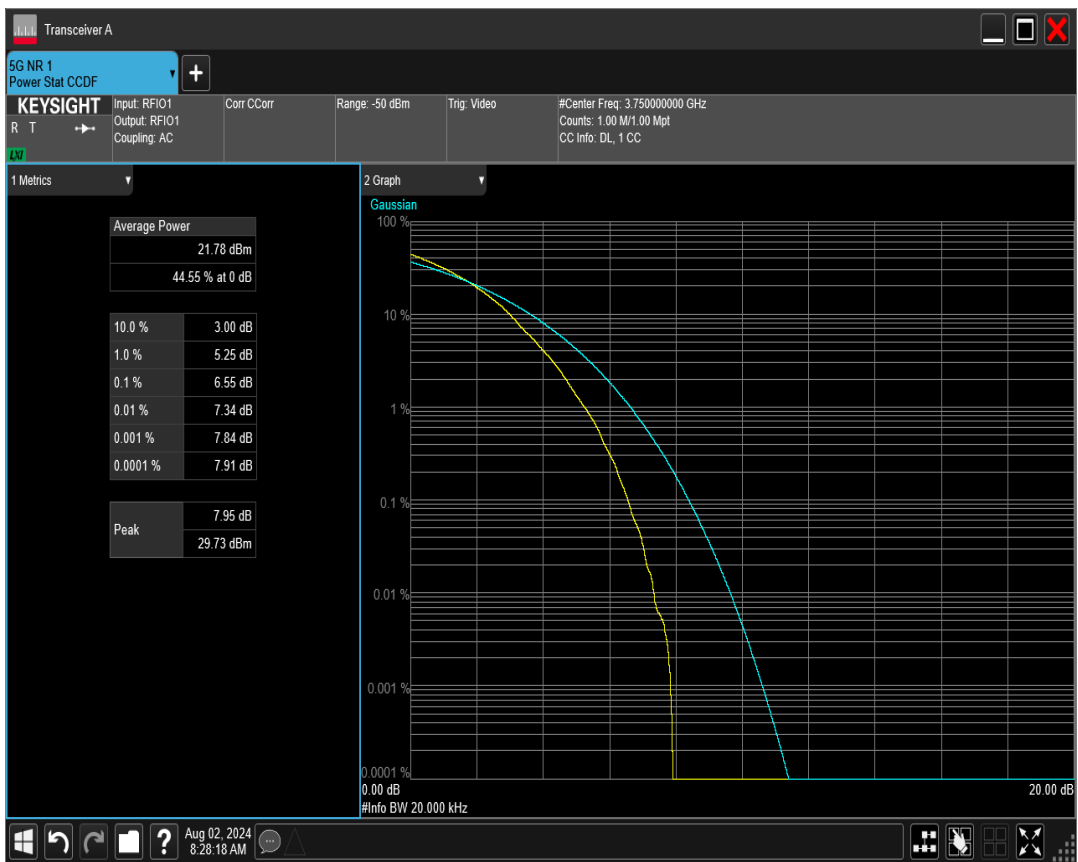 Transceiver A
5G NR 1
Power Stat CCDF
+
KEYSIGHT
R T
LXI
Input: RFIO1
Output: RFIO1
Coupling: AC
Corr CCorr
Range: -50 dBm
Trig: Video
#Center Freq: 3.750000000 GHz
Counts: 1.00 M/1.00 Mpt
CC Info: DL, 1 CC
1 Metrics
Average Power
21.78 dBm
44.55 % at 0 dB
10.0 % 3.00 dB
1.0 % 5.25 dB
0.1 % 6.55 dB
0.01 % 7.34 dB
0.001 % 7.84 dB
0.0001 % 7.91 dB
Peak
7.95 dB
29.73 dBm
2 Graph
Gaussian
100 %
10 %
1 %
0.1 %
0.01 %
0.001 %
0.0001 %
0.00 dB 20.00 dB
#Info BW 20.000 kHz
?
Aug 02, 2024
8:28:18 AM